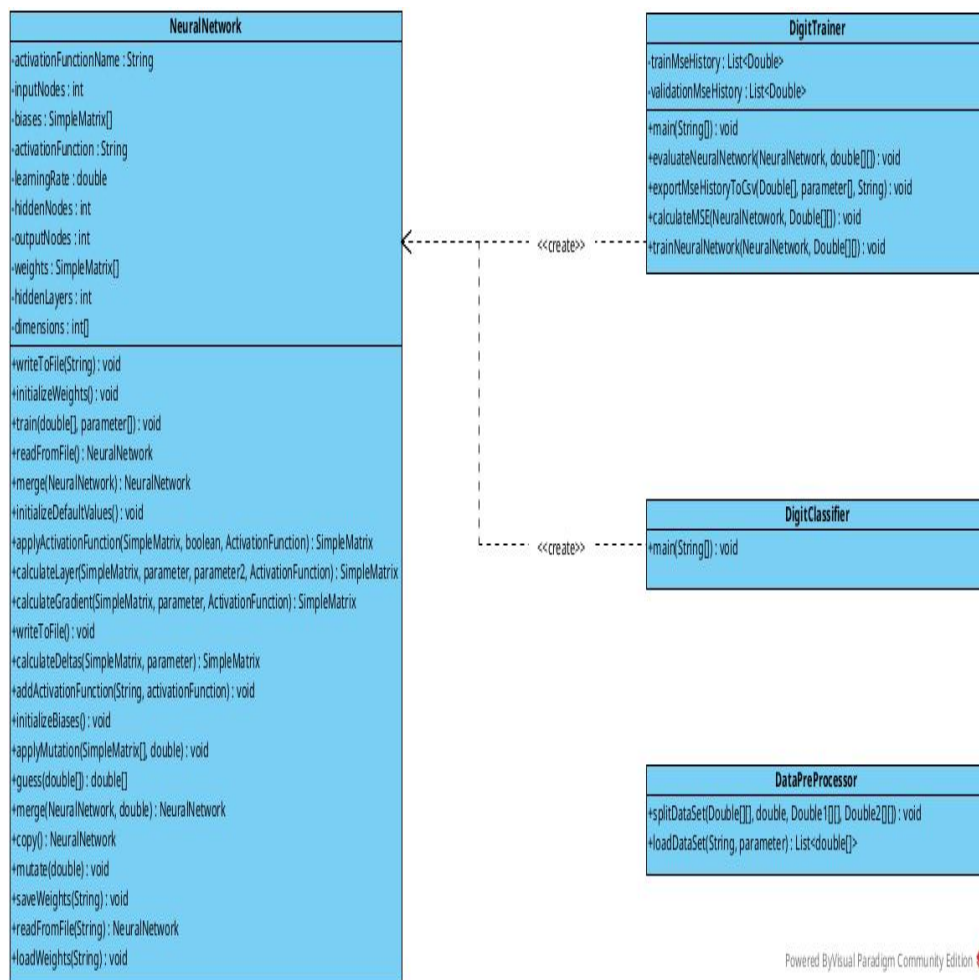 NeuralNetwork
-activationFunctionName : String
-inputNodes : int
-biases : SimpleMatrix[]
-activationFunction : String
-learningRate : double
-hiddenNodes : int
-outputNodes : int
-weights : SimpleMatrix[]
-hiddenLayers : int
-dimensions : int[]
+writeToFile(String) : void
+initializeWeights() : void
+train(double[], parameter[]) : void
+readFromFile() : NeuralNetwork
+merge(NeuralNetwork) : NeuralNetwork
+initializeDefaultValues() : void
+applyActivationFunction(SimpleMatrix, boolean, ActivationFunction) : SimpleMatrix
+calculateLayer(SimpleMatrix, parameter, parameter2, ActivationFunction) : SimpleMatrix
+calculateGradient(SimpleMatrix, parameter, ActivationFunction) : SimpleMatrix
+writeToFile() : void
+calculateDeltas(SimpleMatrix, parameter) : SimpleMatrix
+addActivationFunction(String, activationFunction) : void
+initializeBiases() : void
+applyMutation(SimpleMatrix[], double) : void
+guess(double[]) : double[]
+merge(NeuralNetwork, double) : NeuralNetwork
+copy() : NeuralNetwork
+mutate(double) : void
+saveWeights(String) : void
+readFromFile(String) : NeuralNetwork
+loadWeights(String) : void
<<create>>
<<create>>
DigitTrainer
-trainMseHistory : List<Double>
-validationMseHistory : List<Double>
+main(String[]) : void
+evaluateNeuralNetwork(NeuralNetwork, double[][]) : void
+exportMseHistoryToCsv(Double[], parameter[], String) : void
+calculateMSE(NeuralNetowork, Double[][]) : void
+trainNeuralNetwork(NeuralNetwork, Double[][]) : void
DigitClassifier
+main(String[]) : void
DataPreProcessor
+splitDataSet(Double[][], double, Double1[][], Double2[][]) : void
+loadDataSet(String, parameter) : List<double[]>
Powered ByVisual Paradigm Community Edition